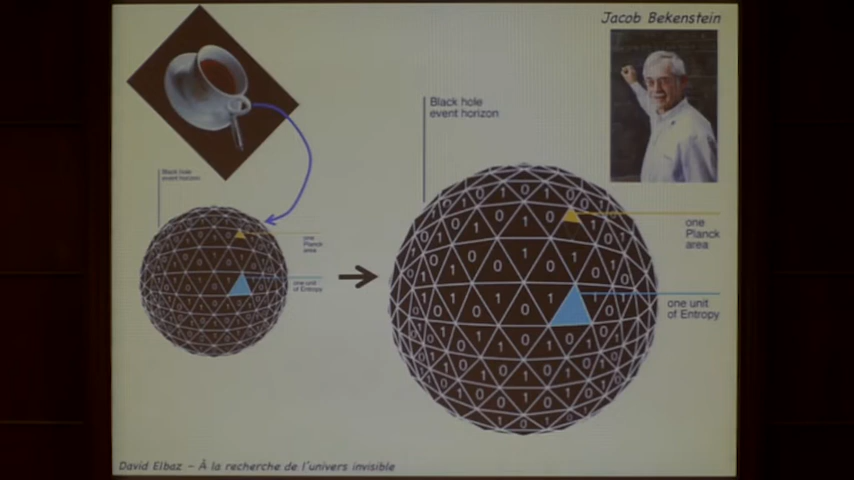 Jacob Bekenstein
Black hole
event horizon
Black hole
event horizon
one
Planck
area
one
Planck
area
one unit
of Entropy
one unit
of Entropy
David Elbaz - À la recherche de l'univers invisible